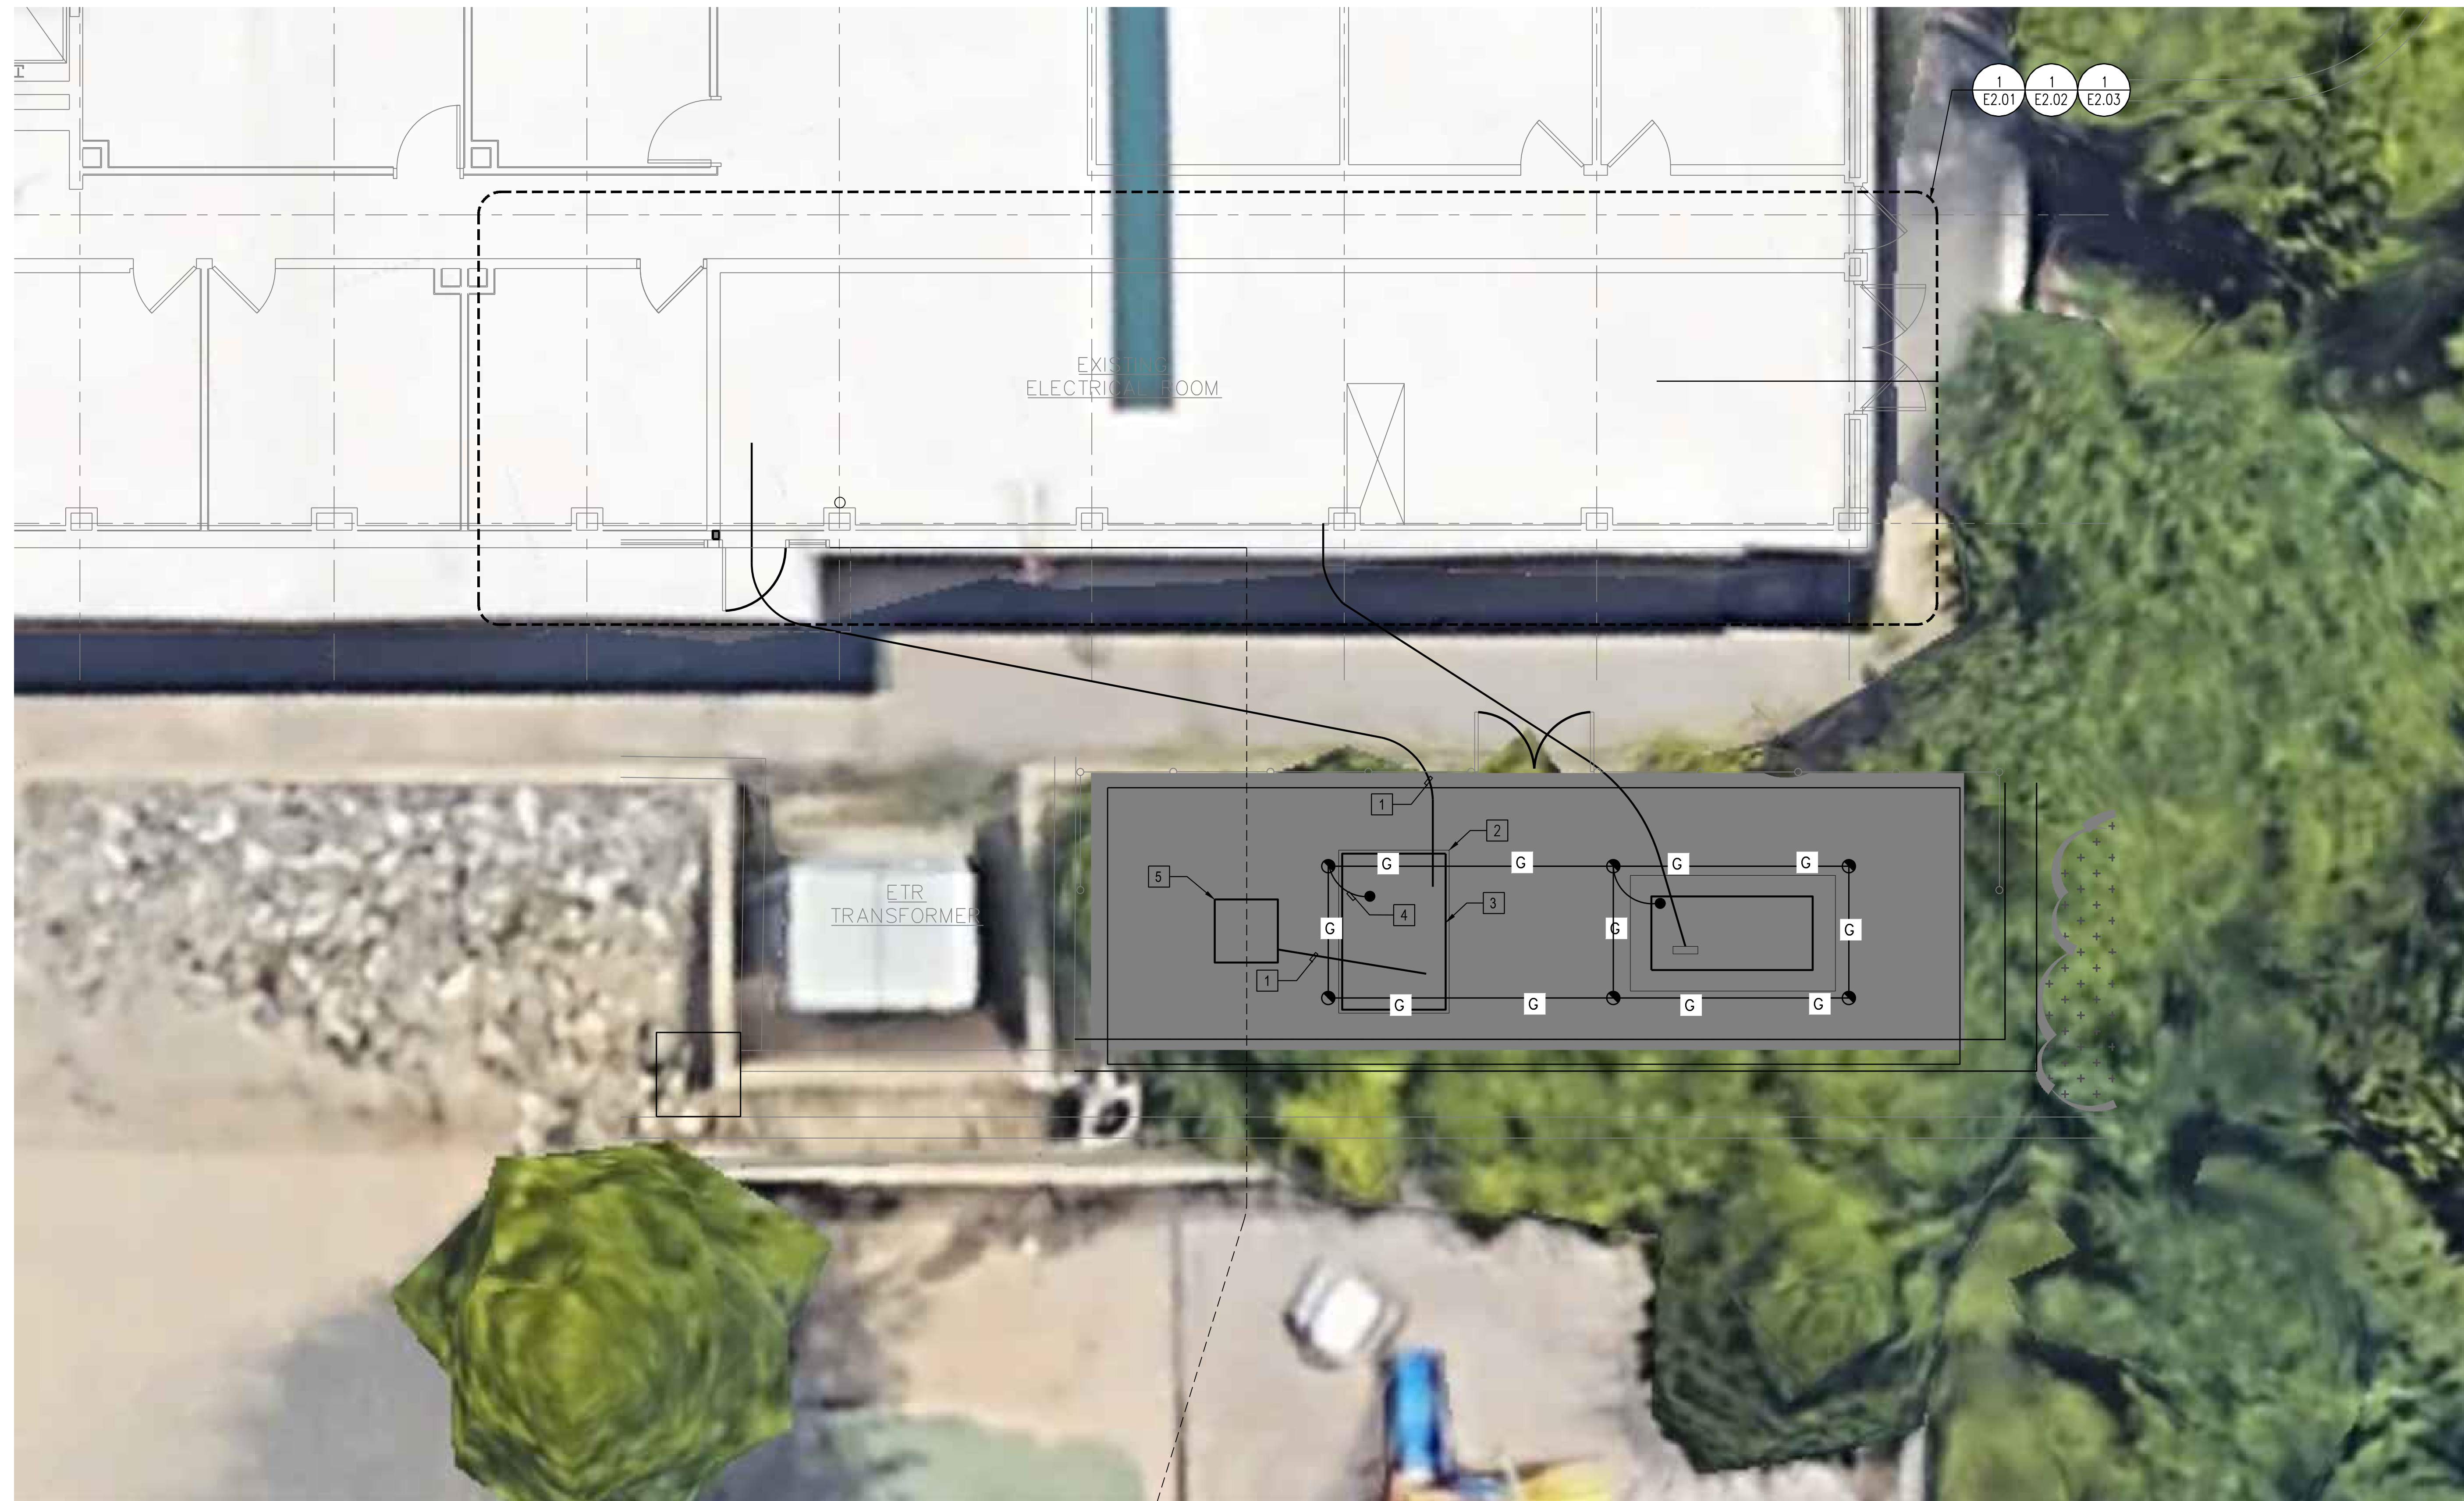 1 1 1
E2.01 E2.02 E2.03
T
EXISTING
ELECTRICAL ROOM
1
2
G G G G
5
ETR
TRANSFORMER
3
4
G G G
1
G G G G